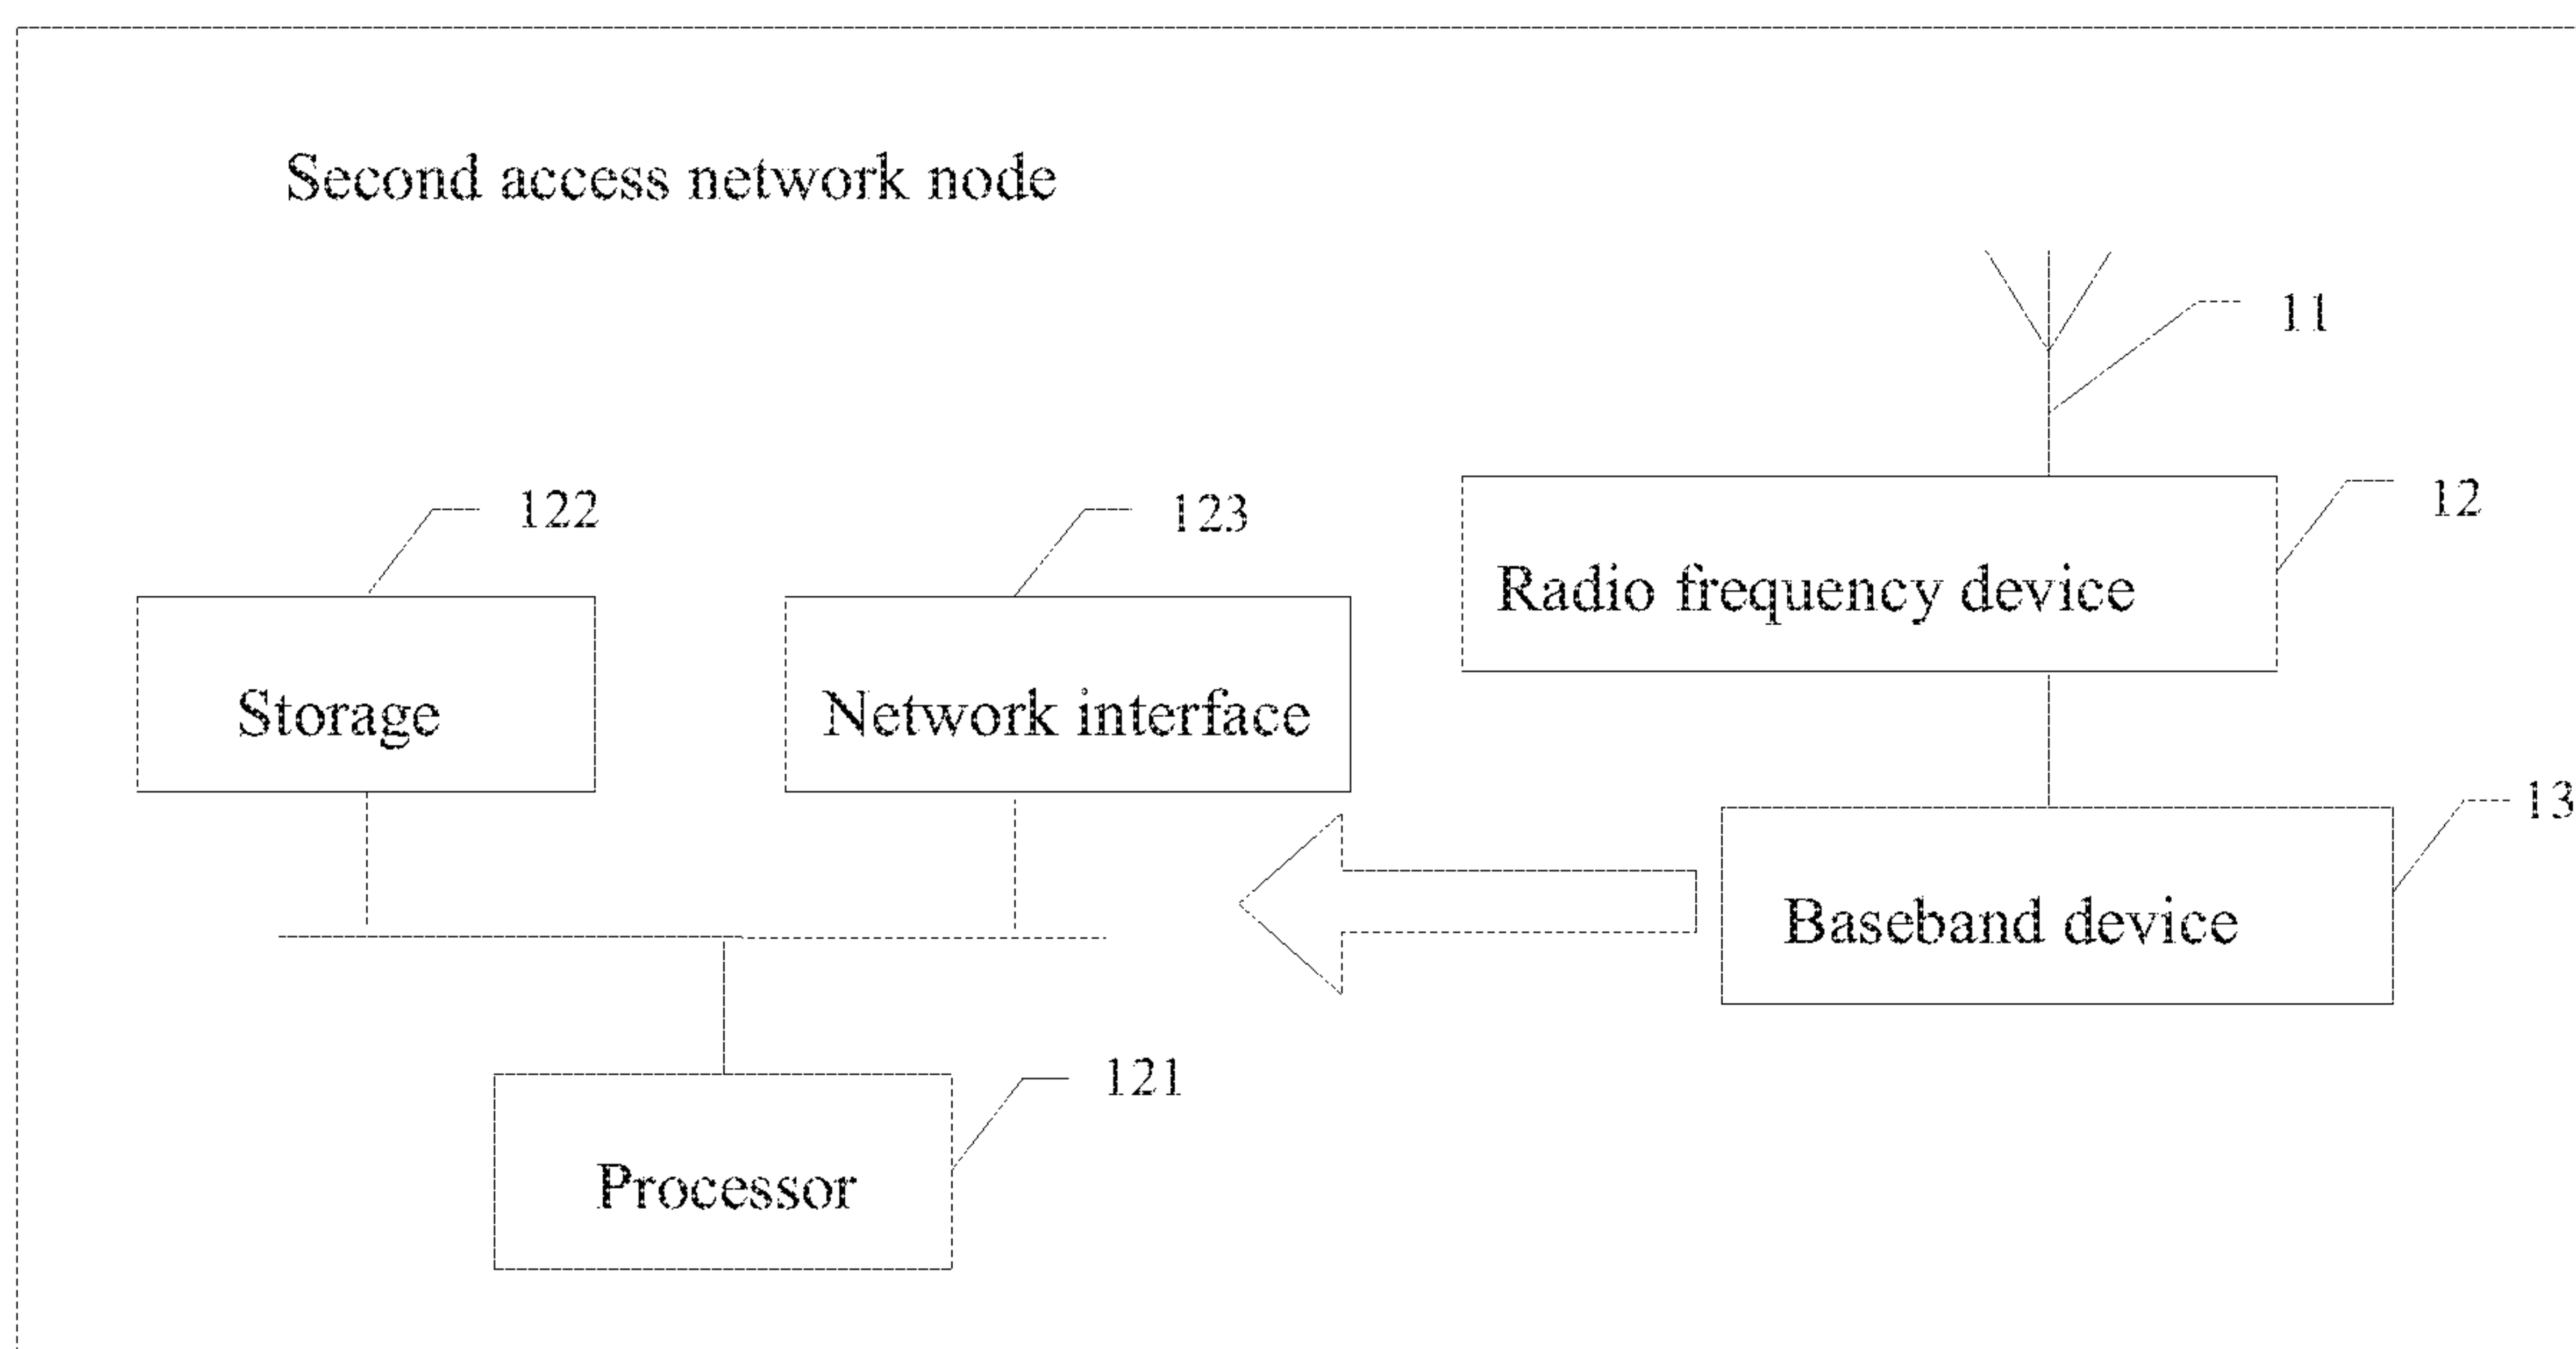 Second access network node
11
122
123
12
Radio frequency device
Storage
Network interface
13
Baseband device
121
Processor